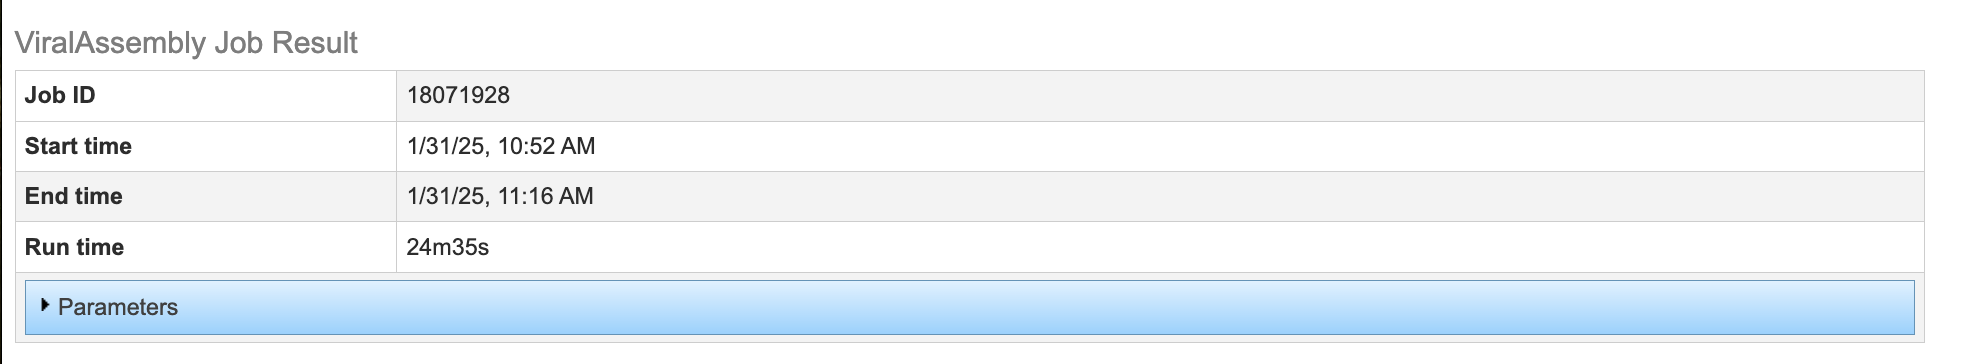 ViralAssembly Job Result
Job ID 18071928
Start time 1/31/25, 10:52 AM
End time 1/31/25, 11:16 AM
Run time 24m35s
Parameters